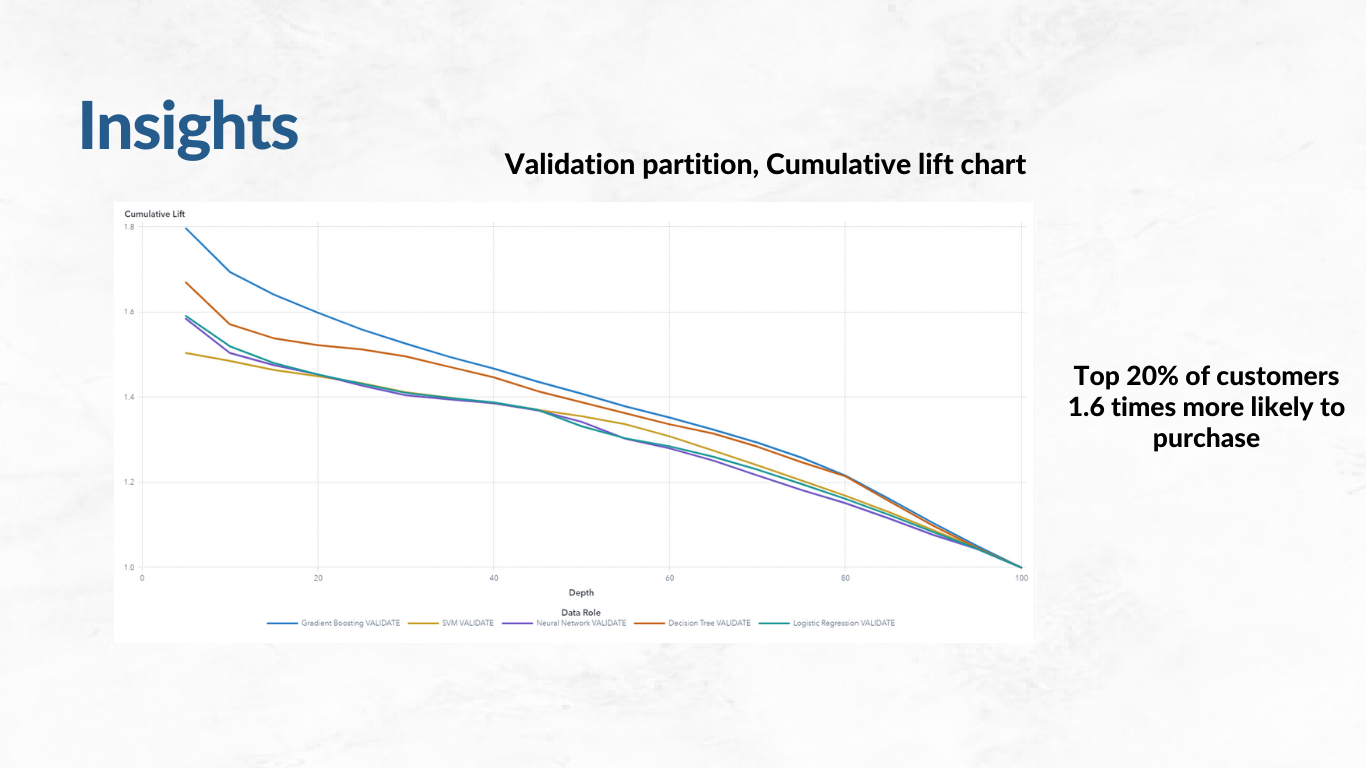 Insights
Validation partition, Cumulative lift chart
Cumulative Lift
1.8
1.6
1.4
1.2
1.0
0 20 40 60 80 100
Depth
Data Role
Gradient Boosting VALIDATE SVM VALIDATE Neural Network VALIDATE Decision Tree VALIDATE Logistic Regression VALIDATE
Top 20% of customers
1.6 times more likely to
purchase